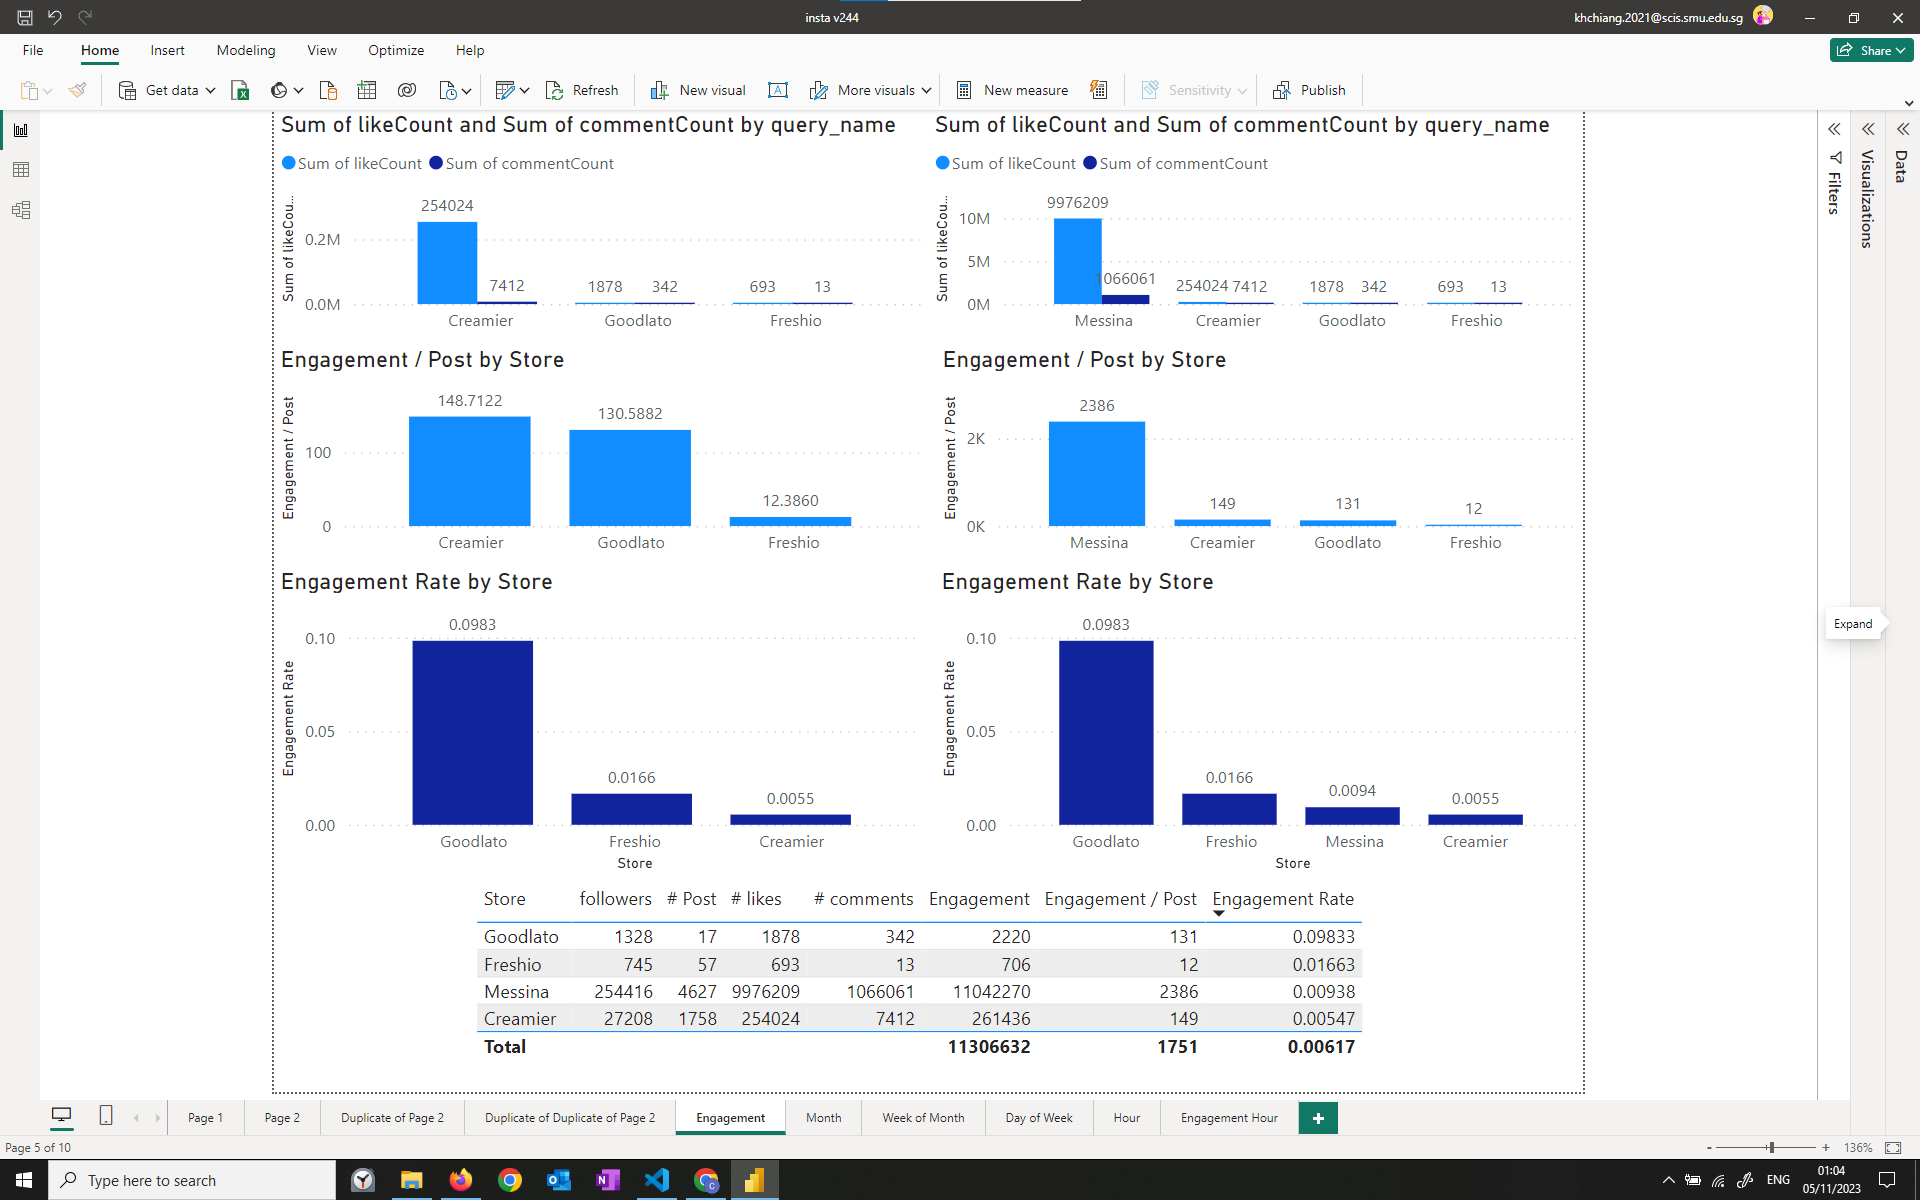 insta v244
khchiang.2021@scis.smu.edu.sg
File Home Insert Modeling View Optimize Help
Share
Get data Refresh New visual More visuals New measure Sensitivity Publish
Sum of likeCount and Sum of commentCount by query_name
Sum of likeCount Sum of commentCount
Sum of likeCou...
0.2M
0.0M
254024
7412
1878 342
693 13
Creamier Goodlato Freshio
Sum of likeCount and Sum of commentCount by query_name
Sum of likeCount Sum of commentCount
Sum of likeCou...
10M
5M
0M
9976209
1066061
254024 7412
1878 342
693 13
Messina Creamier Goodlato Freshio
Engagement / Post by Store
Engagement / Post
100
0
148.7122
130.5882
12.3860
Creamier Goodlato Freshio
Engagement / Post by Store
Engagement / Post
2K
0K
2386
149
131
12
Messina Creamier Goodlato Freshio
Engagement Rate by Store
Engagement Rate
0.10
0.05
0.00
0.0983
0.0166
0.0055
Goodlato Freshio Creamier
Store
Engagement Rate by Store
Engagement Rate
0.10
0.05
0.00
0.0983
0.0166
0.0094
0.0055
Goodlato Freshio Messina Creamier
Store
Store followers # Post # likes # comments Engagement Engagement / Post Engagement Rate
Goodlato 1328 17 1878 342 2220 131 0.09833
Freshio 745 57 693 13 706 12 0.01663
Messina 254416 4627 9976209 1066061 11042270 2386 0.00938
Creamier 27208 1758 254024 7412 261436 149 0.00547
Total 11306632 1751 0.00617
Filters
Visualizations
Data
Expand
Page 1 Page 2 Duplicate of Page 2 Duplicate of Duplicate of Page 2 Engagement Month Week of Month Day of Week Hour Engagement Hour +
Page 5 of 10
- + 136%
Type here to search
ENG
01:04
05/11/2023